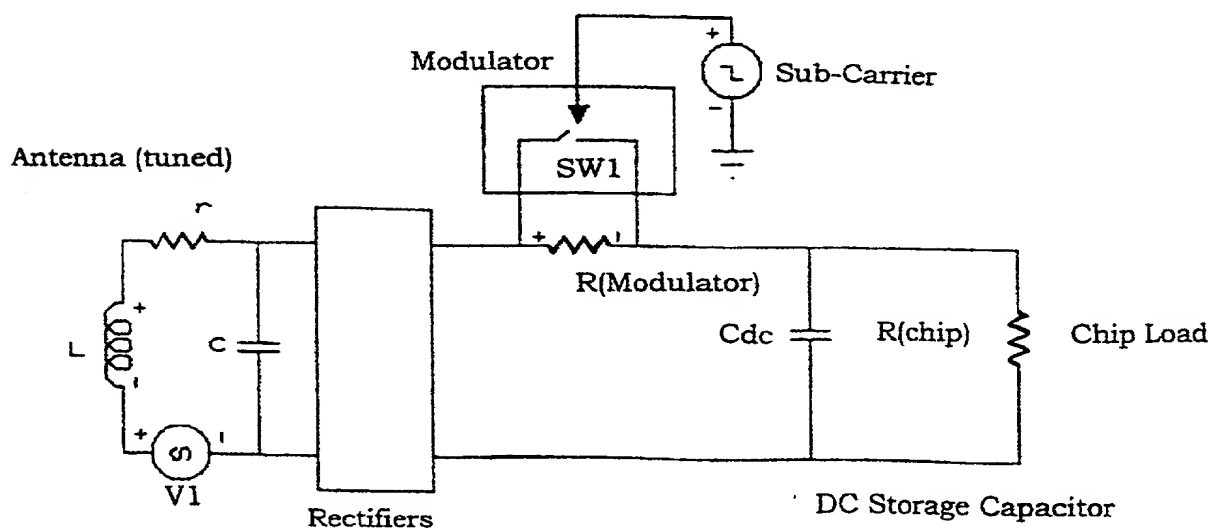 Modulator
+
Sub-Carrier
-
SW1
Antenna (tuned)
r
+ -
R(Modulator)
+
L
-
C
Cdc
R(chip)
Chip Load
+ -
S
V1
Rectifiers
DC Storage Capacitor